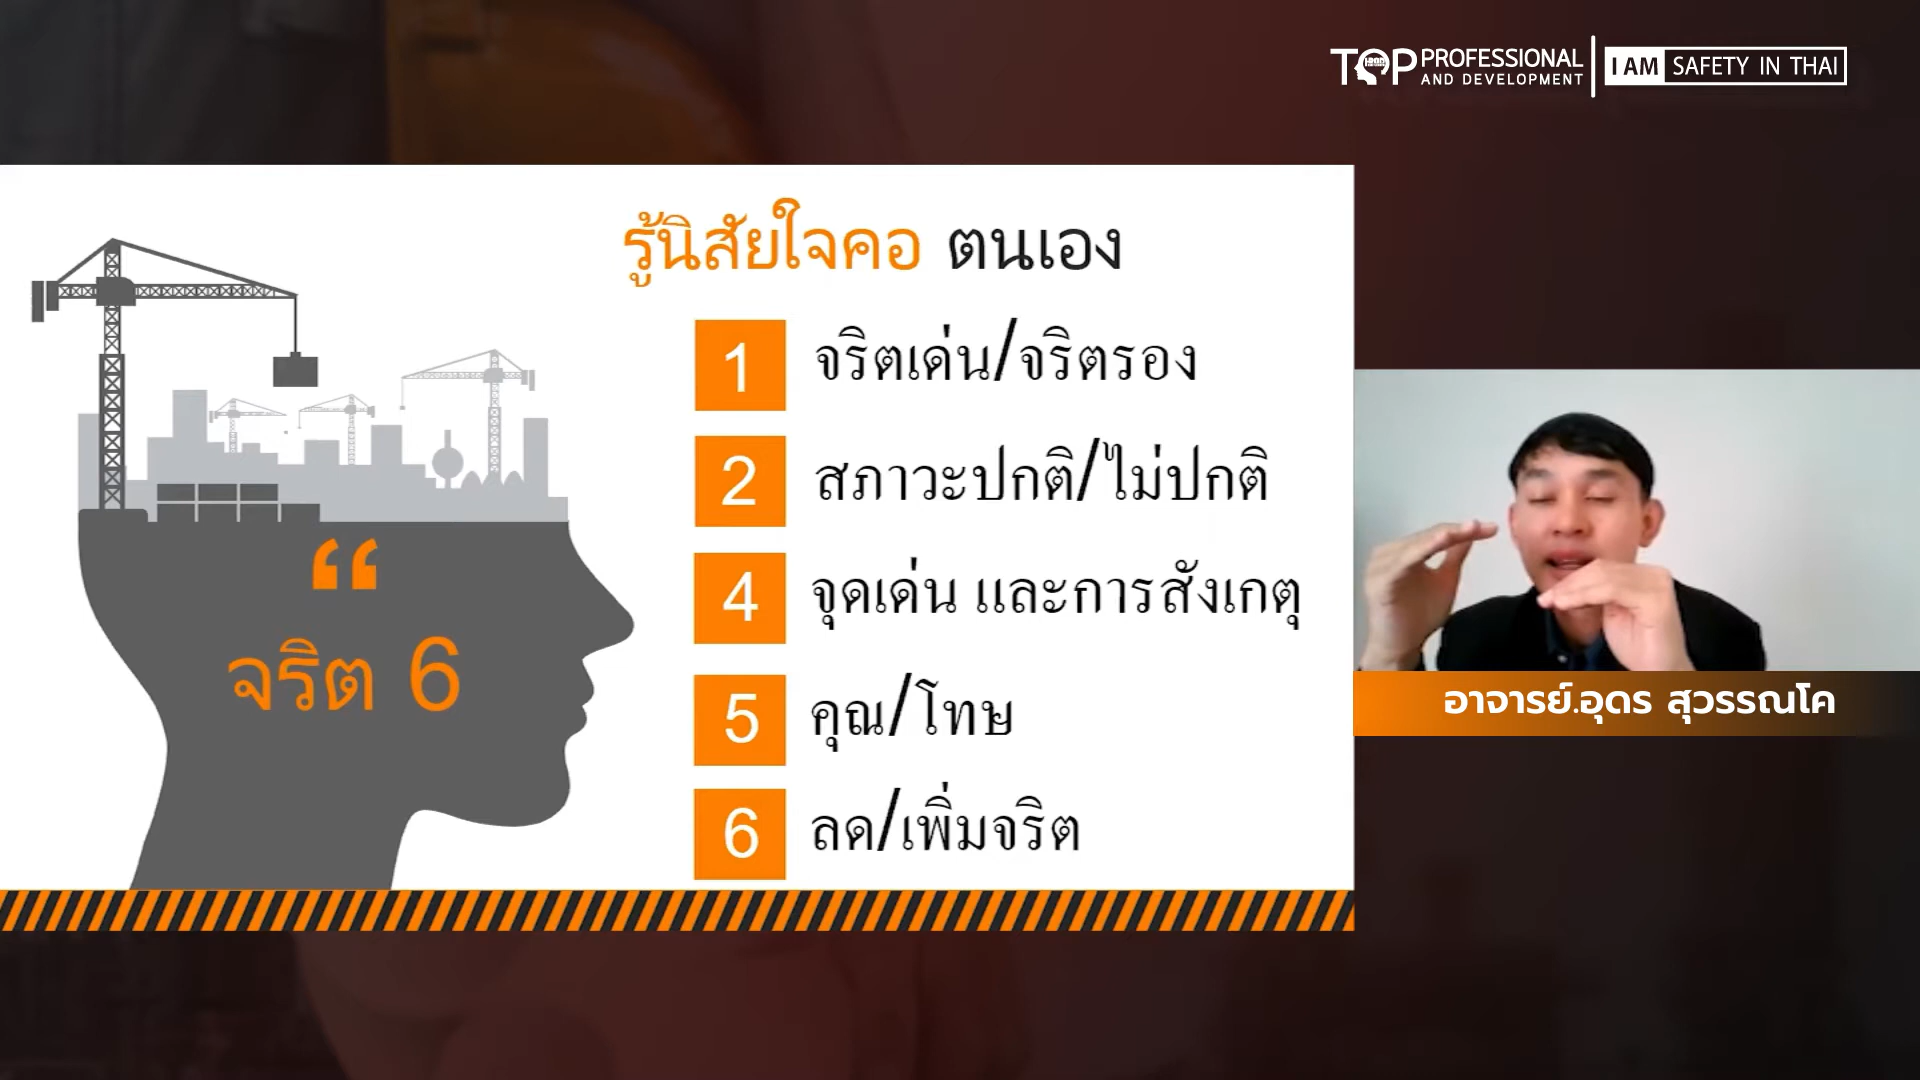 TOP PROFESSIONAL
AND DEVELOPMENT
I AM SAFETY IN THAI
รู้นิสัยใจคอ ตนเอง
1 จริตเด่น/จริตรอง
2 สภาวะปกติ/ไม่ปกติ
4 จุดเด่น และการสังเกตุ
5 คุณ/โทษ
6 ลด/เพิ่มจริต
“
จริต 6
อาจารย์.อุดร สุวรรณโค